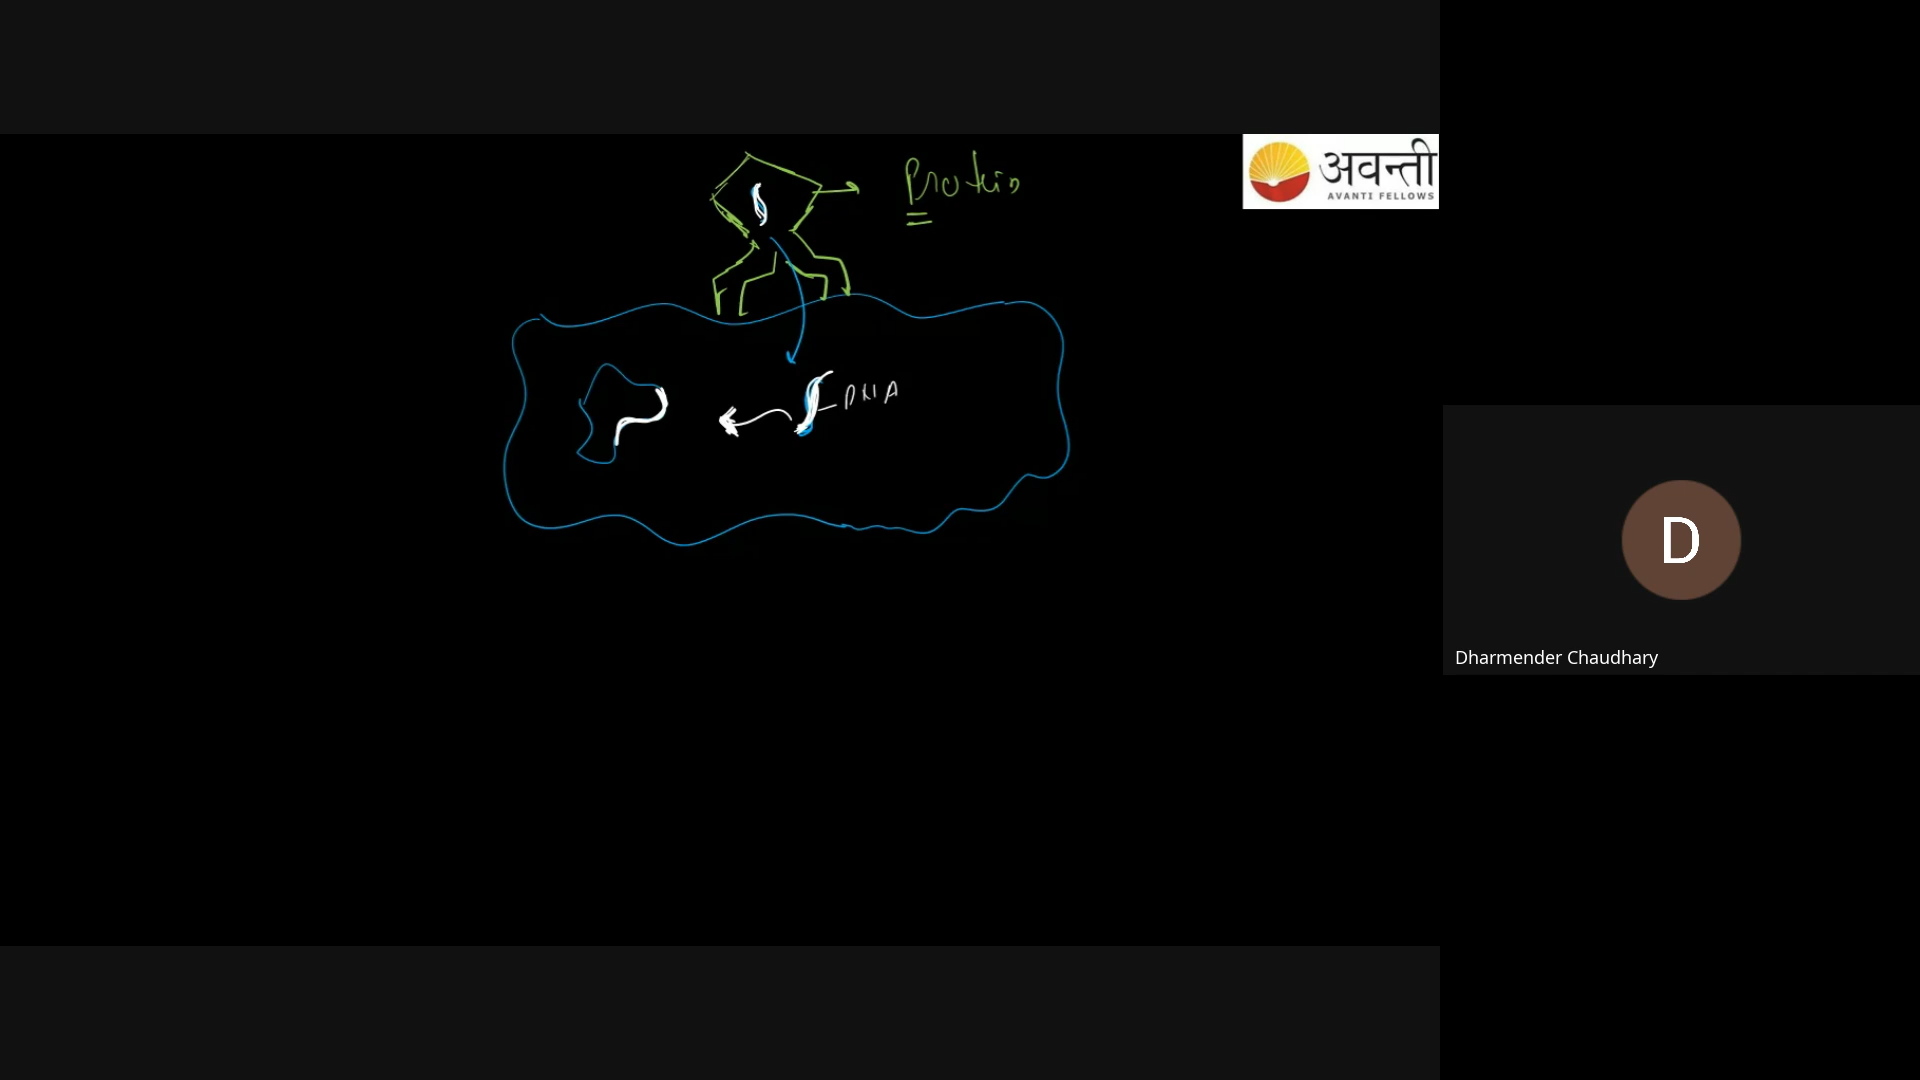 Protein
अवन्ती
AVANTI FELLOWS
DNA
D
Dharmender Chaudhary